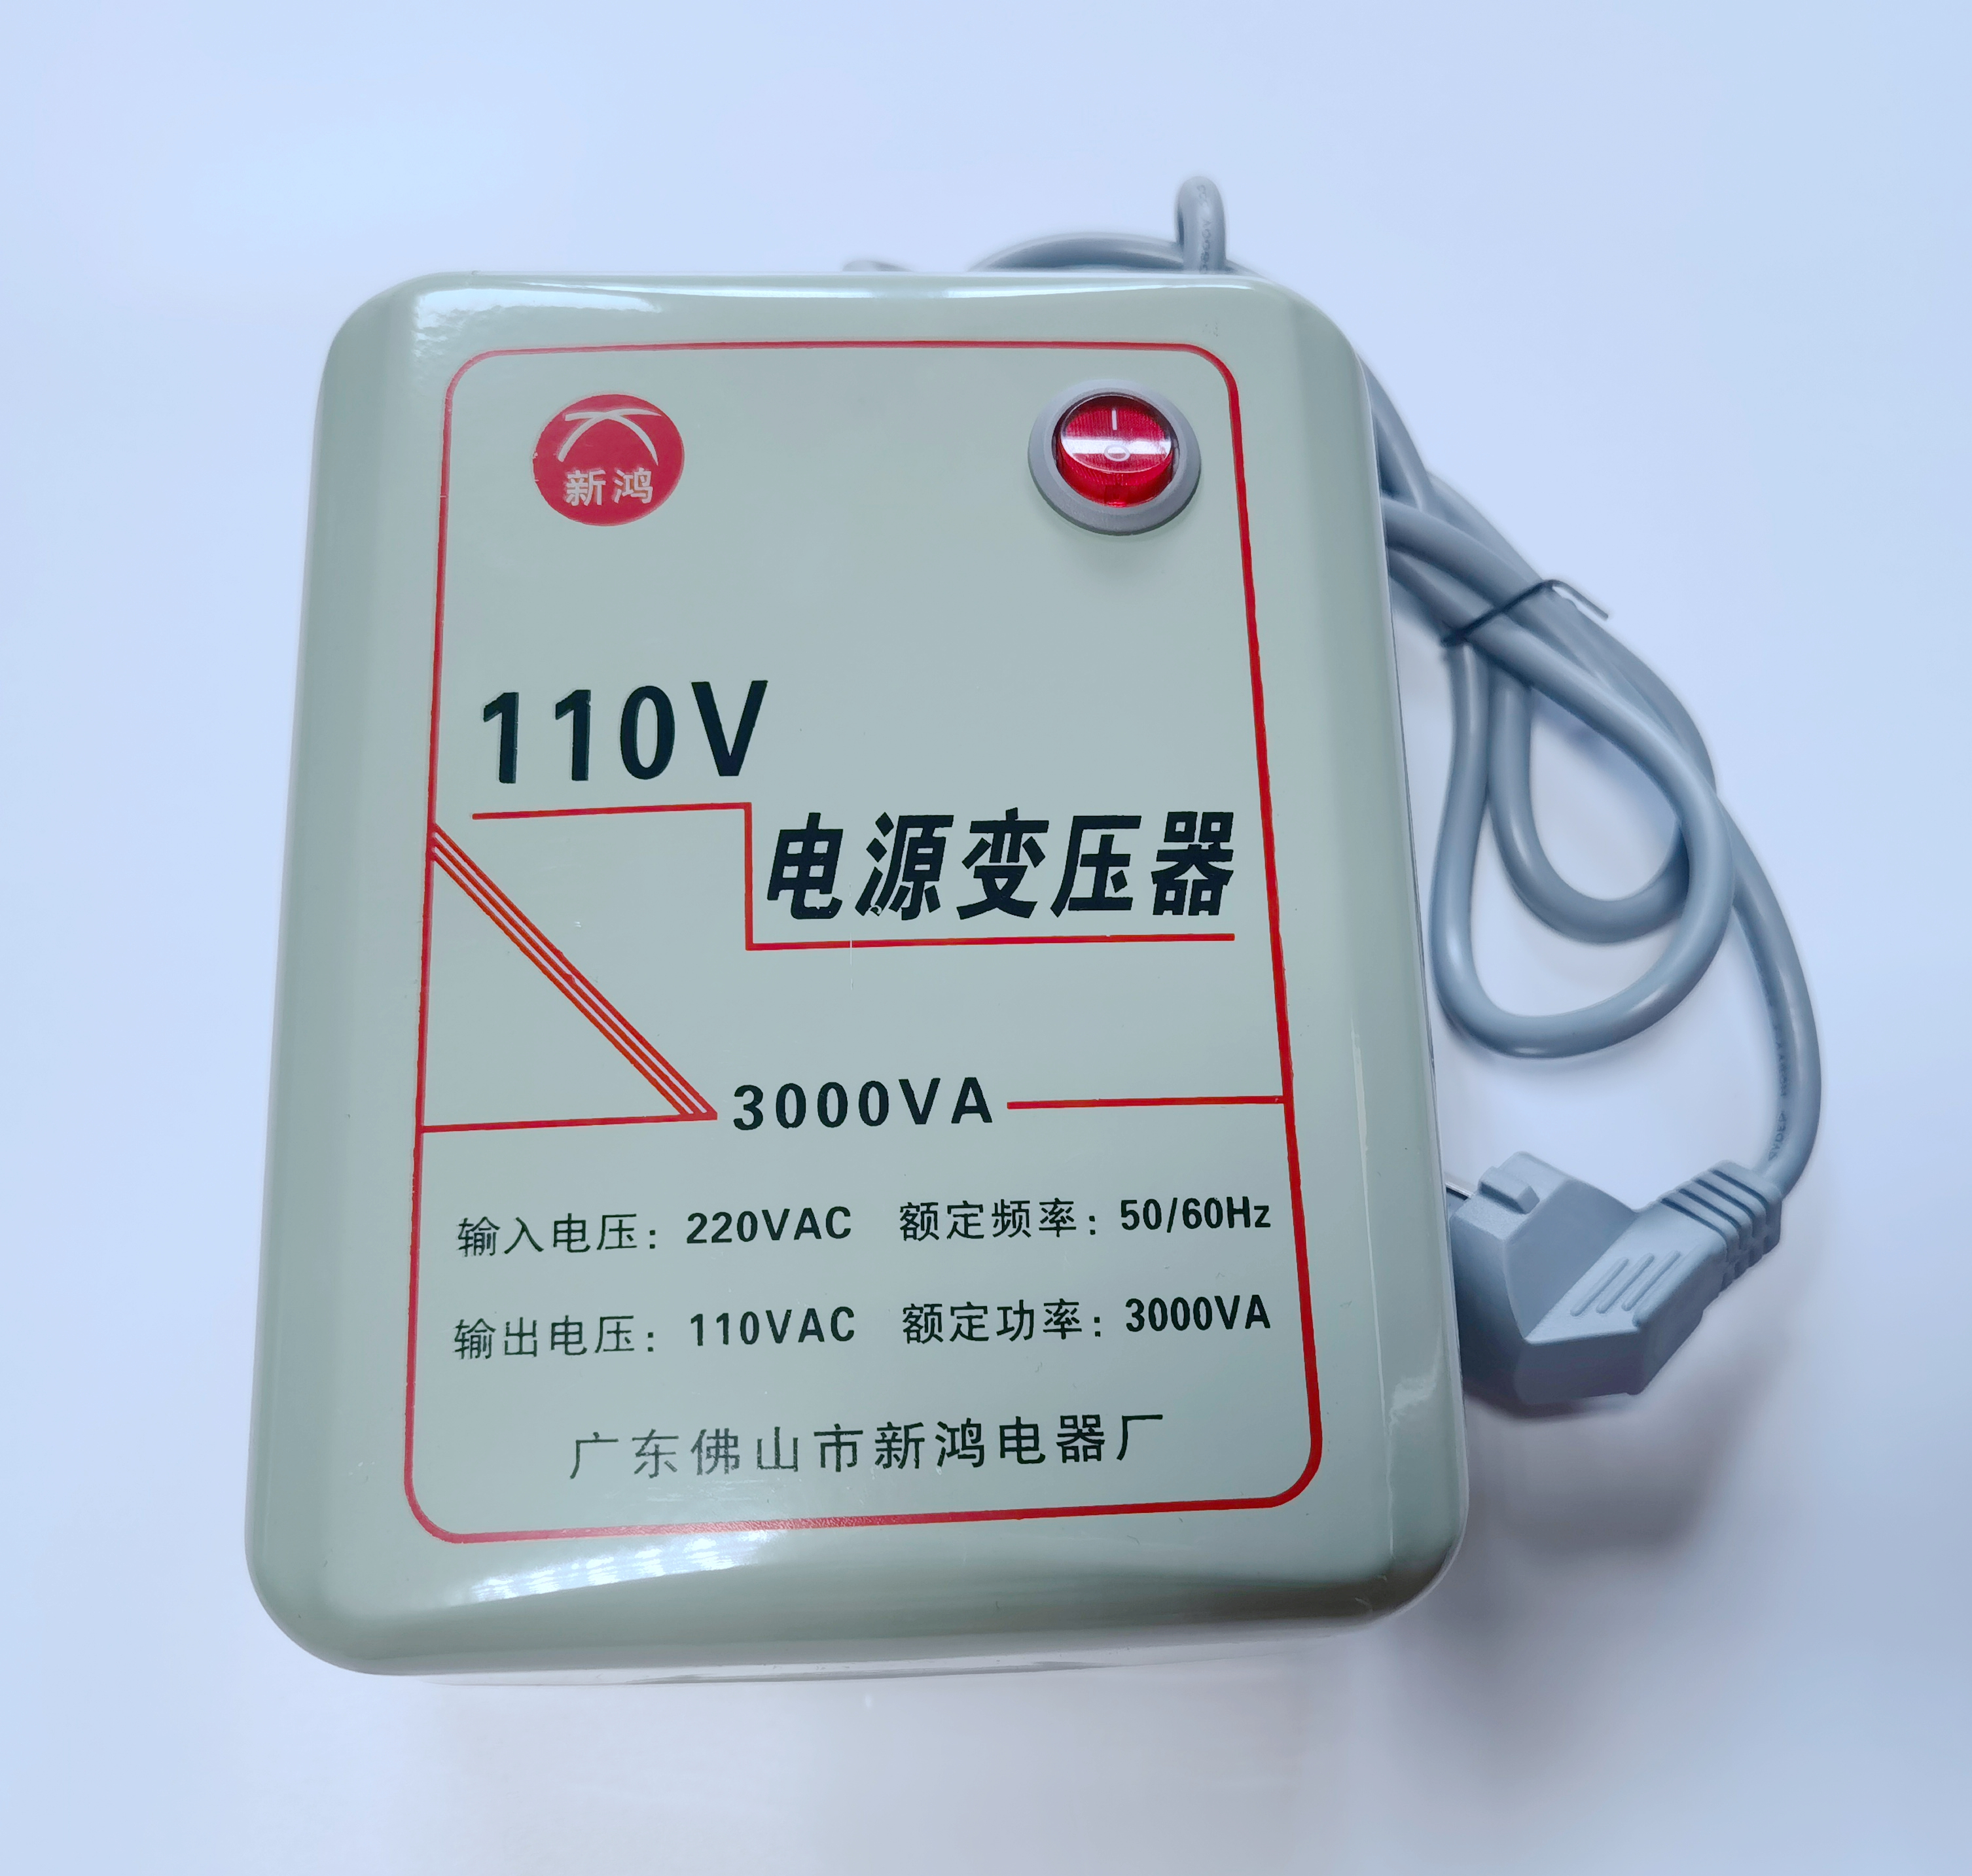 新鸿
110V
电源变压器
3000VA
输入电压：220VAC 额定频率：50/60Hz
输出电压：110VAC 额定功率：3000VA
广东佛山市新鸿电器厂